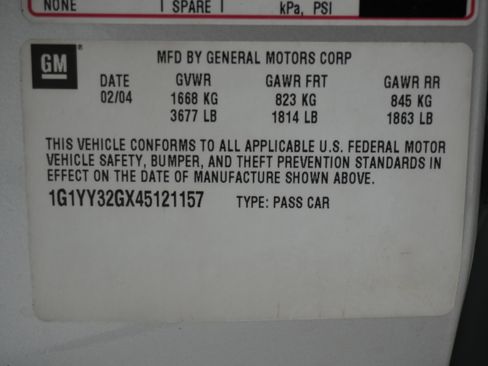 NONE SPARE kPa, PSI
GM MFD BY GENERAL MOTORS CORP
DATE GVWR GAWR FRT GAWR RR
02/04 1668 KG 823 KG 845 KG
3677 LB 1814 LB 1863 LB
THIS VEHICLE CONFORMS TO ALL APPLICABLE U.S. FEDERAL MOTOR
VEHICLE SAFETY, BUMPER, AND THEFT PREVENTION STANDARDS IN
EFFECT ON THE DATE OF MANUFACTURE SHOWN ABOVE.
1G1YY32GX45121157 TYPE: PASS CAR